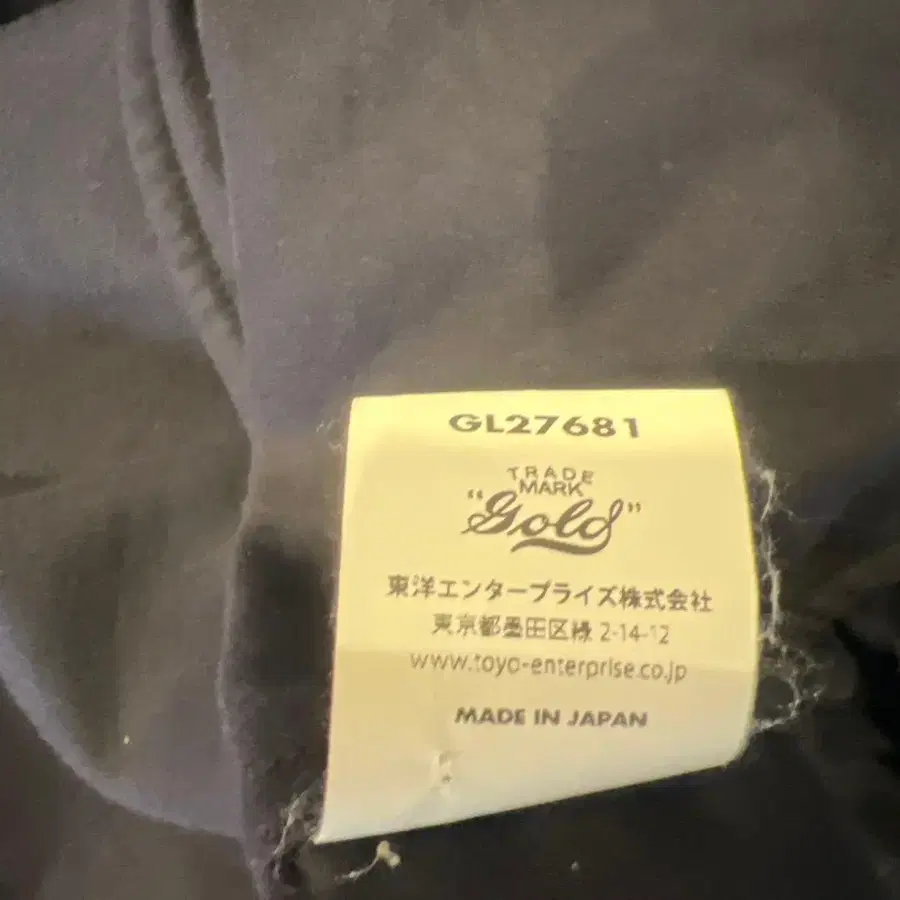 GL27681
TRADE
MARK
"Gold"
東洋エンタープライズ株式会社
東京都墨田区緑 2-14-12
www.toyo-enterprise.co.jp
MADE IN JAPAN